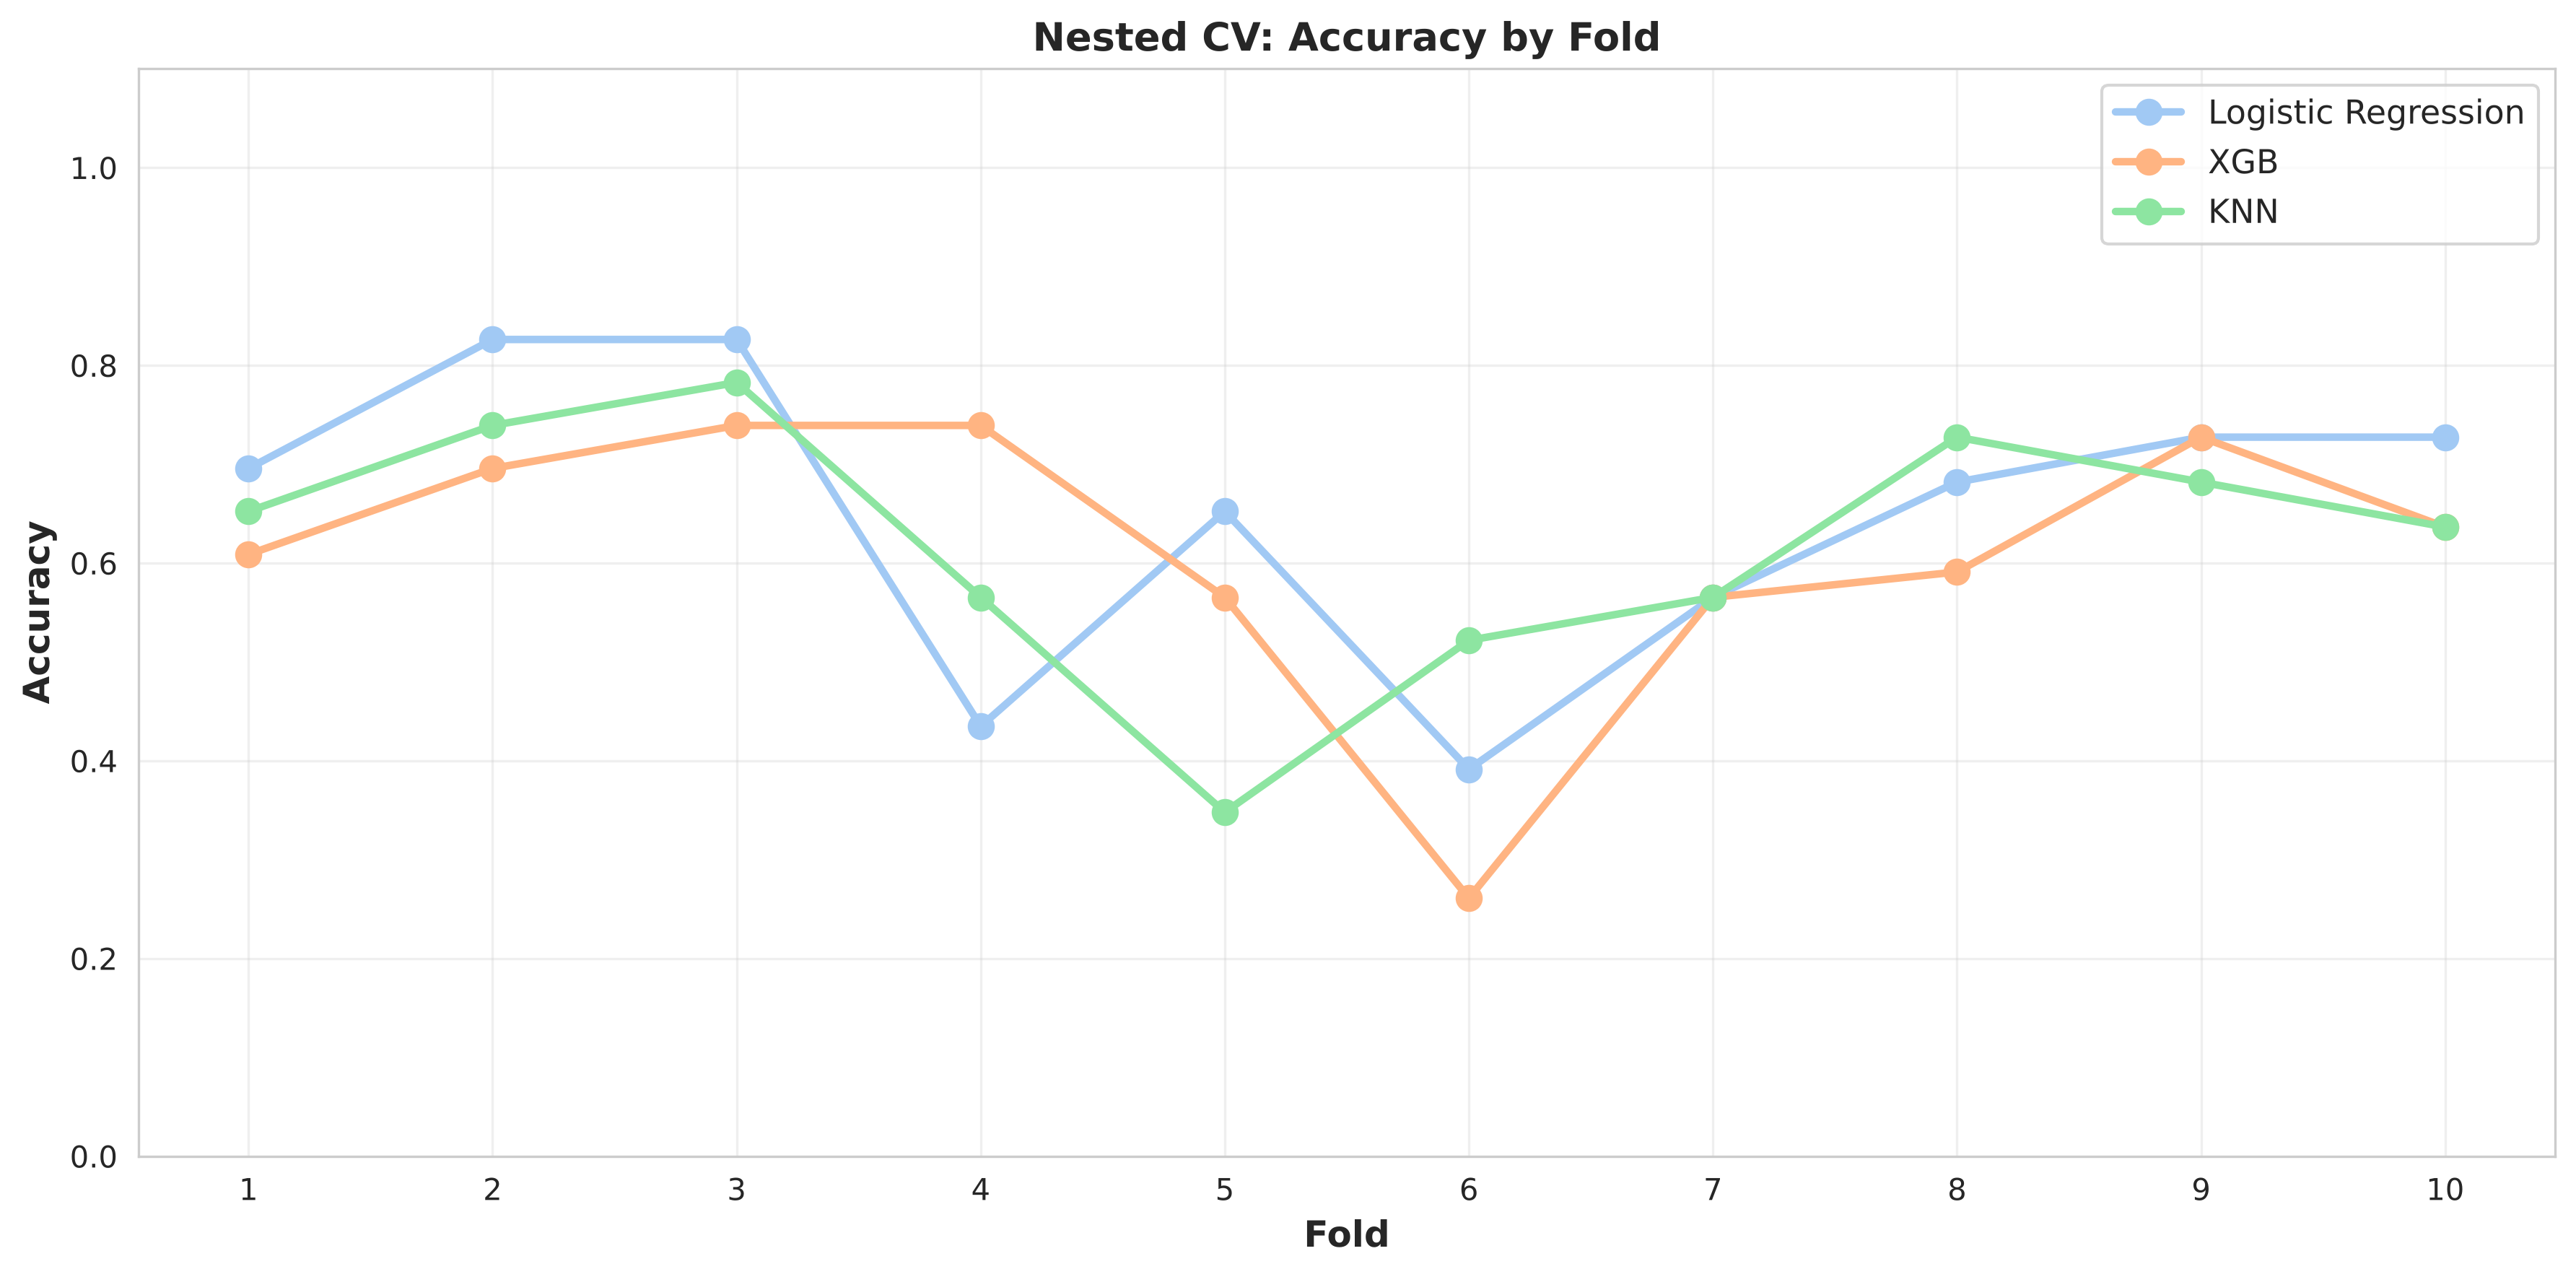 Nested CV: Accuracy by Fold
Logistic Regression
XGB
KNN
Accuracy
1.0
0.8
0.6
0.4
0.2
0.0
1 2 3 4 5 6 7 8 9 10
Fold